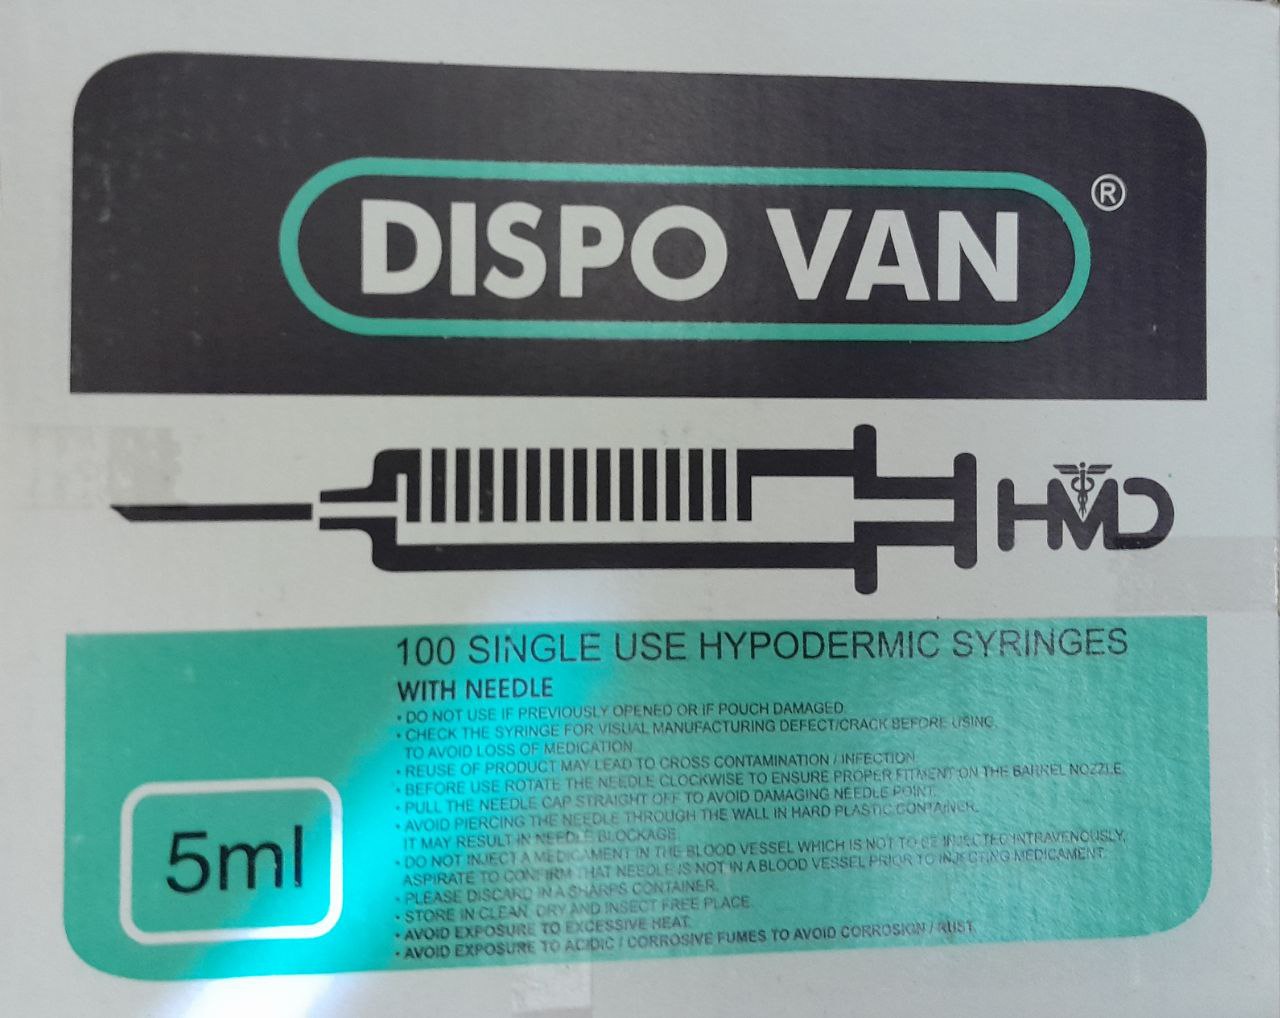 DISPO VAN ®
HMD
100 SINGLE USE HYPODERMIC SYRINGES
WITH NEEDLE
• DO NOT USE IF PREVIOUSLY OPENED OR IF POUCH DAMAGED
• CHECK THE SYRINGE FOR VISUAL MANUFACTURING DEFECT/CRACK BEFORE USING,
TO AVOID LOSS OF MEDICATION
• REUSE OF PRODUCT MAY LEAD TO CROSS CONTAMINATION / INFECTION.
• BEFORE USE ROTATE THE NEEDLE CLOCKWISE TO ENSURE PROPER FITMENT ON THE BARREL NOZZLE.
• PULL THE NEEDLE CAP STRAIGHT OFF TO AVOID DAMAGING NEEDLE POINT.
• AVOID PIERCING THE NEEDLE THROUGH THE WALL IN HARD PLASTIC CONTAINER,
IT MAY RESULT IN NEEDLE BLOCKAGE.
• DO NOT INJECT A MEDICAMENT IN THE BLOOD VESSEL WHICH IS NOT TO BE INJECTED INTRAVENOUSLY,
ASPIRATE TO CONFIRM THAT NEEDLE IS NOT IN A BLOOD VESSEL PRIOR TO INJECTING MEDICAMENT.
• PLEASE DISCARD IN A SHARPS CONTAINER.
• STORE IN CLEAN, DRY AND INSECT FREE PLACE.
• AVOID EXPOSURE TO EXCESSIVE HEAT.
• AVOID EXPOSURE TO ACIDIC / CORROSIVE FUMES TO AVOID CORROSION / RUST
5ml